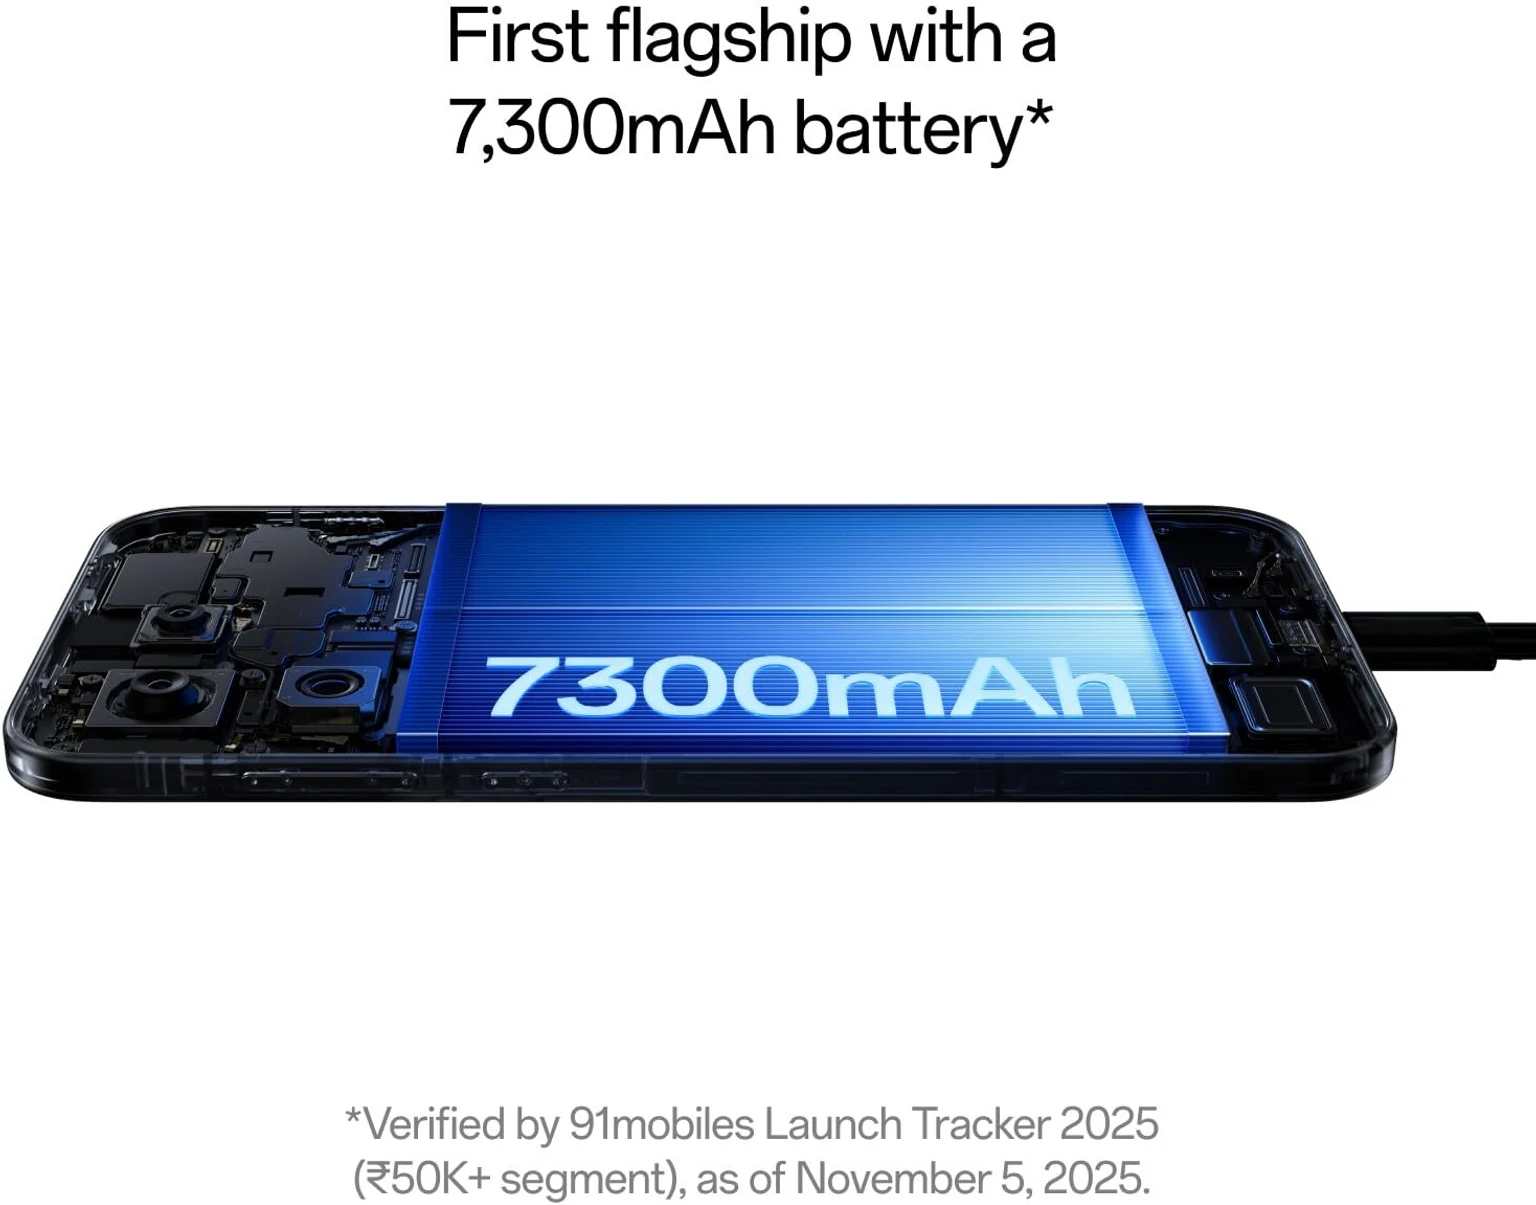 First flagship with a
7,300mAh battery*
7300mAh
*Verified by 91mobiles Launch Tracker 2025
(₹50K+ segment), as of November 5, 2025.